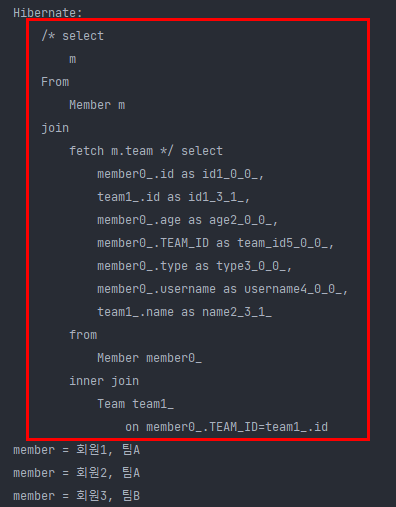 Hibernate:
/* select
m
From
Member m
join
fetch m.team */ select
member0_.id as id1_0_0_,
team1_.id as id1_3_1_,
member0_.age as age2_0_0_,
member0_.TEAM_ID as team_id5_0_0_,
member0_.type as type3_0_0_,
member0_.username as username4_0_0_,
team1_.name as name2_3_1_
from
Member member0_
inner join
Team team1_
on member0_.TEAM_ID=team1_.id
member = 회원1, 팀A
member = 회원2, 팀A
member = 회원3, 팀B